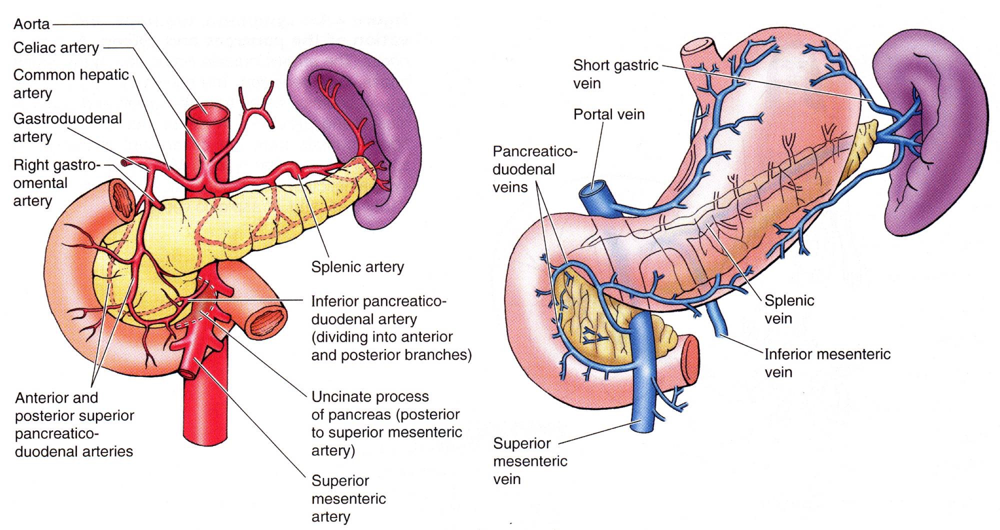 Aorta
Celiac artery
Common hepatic
artery
Gastroduodenal
artery
Right gastro-
omental
artery
Anterior and
posterior superior
pancreatico-
duodenal arteries
Splenic artery
Inferior pancreatico-
duodenal artery
(dividing into anterior
and posterior branches)
Uncinate process
of pancreas (posterior
to superior mesenteric
artery)
Superior
mesenteric
artery
Short gastric
vein
Portal vein
Pancreatico-
duodenal
veins
Splenic
vein
Inferior mesenteric
vein
Superior
mesenteric
vein